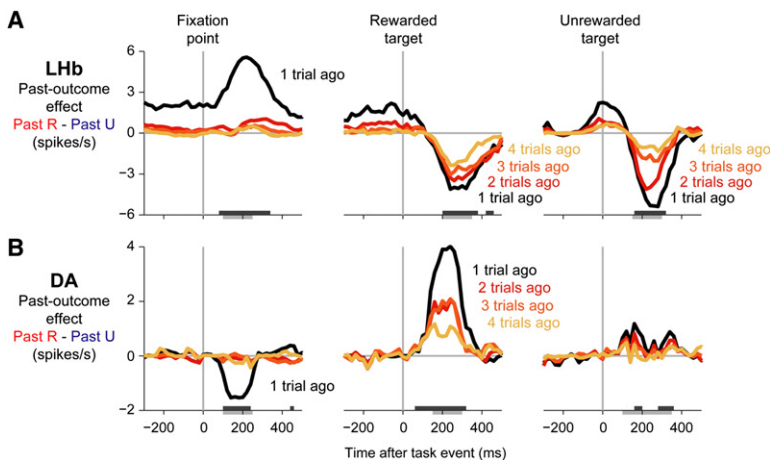 A
Fixation point
Rewarded target
Unrewarded target
LHb
Past-outcome
effect
Past R - Past U
(spikes/s)
6
3
0
−3
−6
1 trial ago
4 trials ago
3 trials ago
2 trials ago
1 trial ago
4 trials ago
3 trials ago
2 trials ago
1 trial ago
B
DA
Past-outcome
effect
Past R - Past U
(spikes/s)
4
2
0
−2
1 trial ago
1 trial ago
2 trials ago
3 trials ago
4 trials ago
−200 0 200 400
−200 0 200 400
−200 0 200 400
Time after task event (ms)